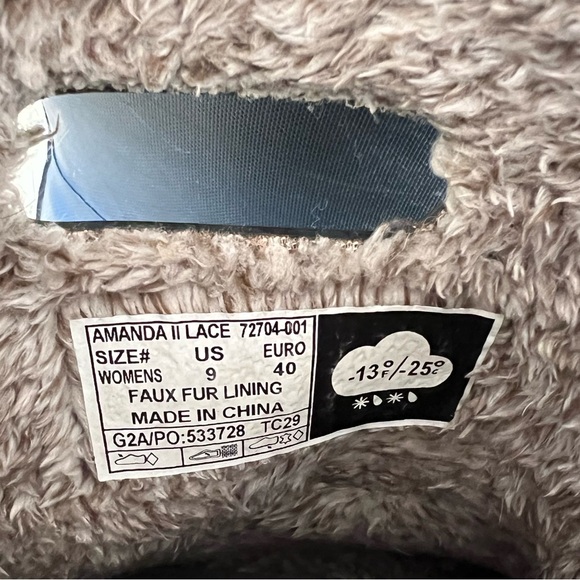 AMANDA II LACE 72704-001
SIZE# US EURO
WOMENS 9 40
FAUX FUR LINING
MADE IN CHINA
G2A/PO:533728 TC29
-13°F/-25°C